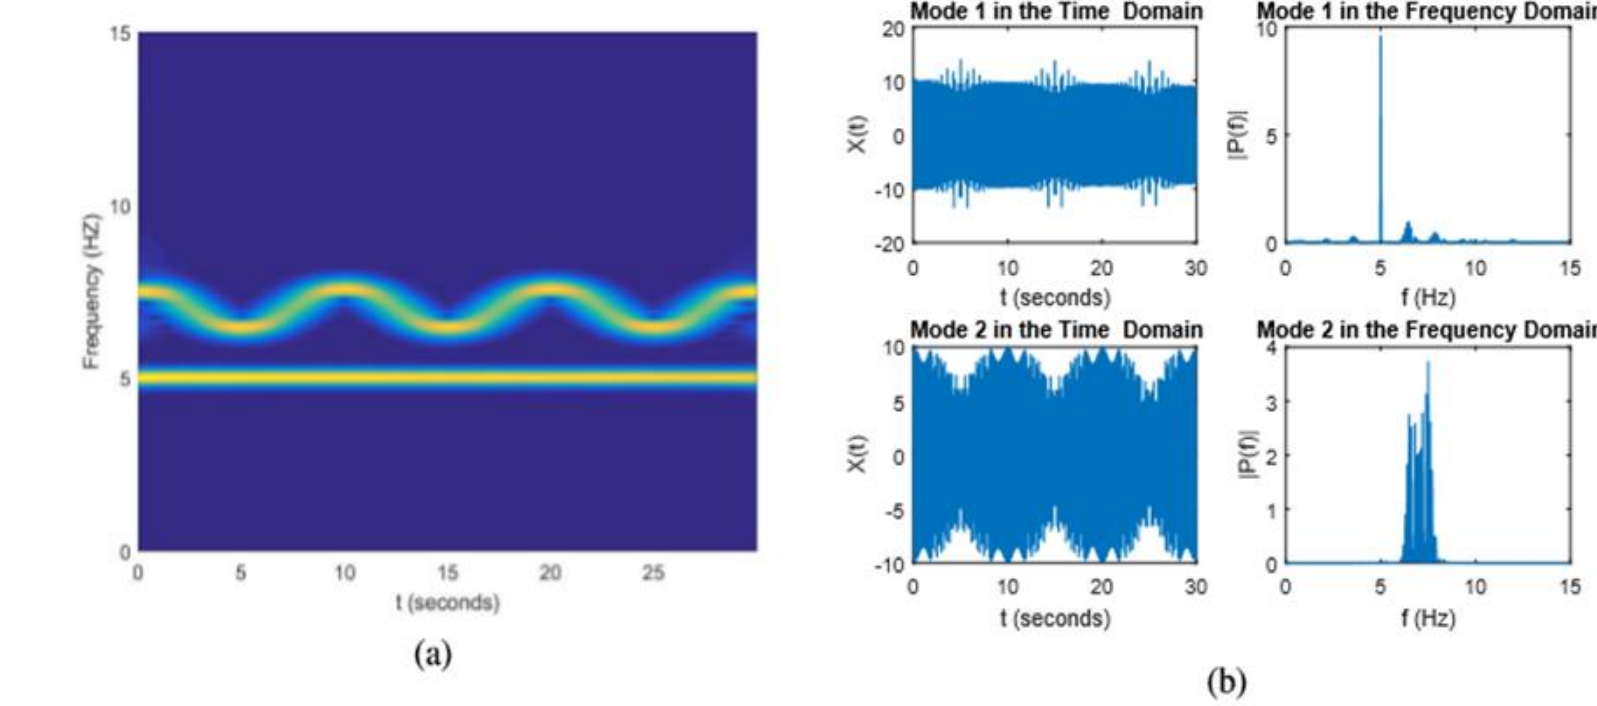 15
10
5
0
Frequency (HZ)
0 5 10 15 20 25
t (seconds)
(a)
Mode 1 in the Time Domain
20
10
0
-10
-20
X(t)
0 10 20 30
t (seconds)
Mode 1 in the Frequency Domain
10
5
0
|P(f)|
0 5 10 15
f (Hz)
Mode 2 in the Time Domain
10
5
0
-5
-10
X(t)
0 10 20 30
t (seconds)
Mode 2 in the Frequency Domain
4
3
2
1
0
|P(f)|
0 5 10 15
f (Hz)
(b)